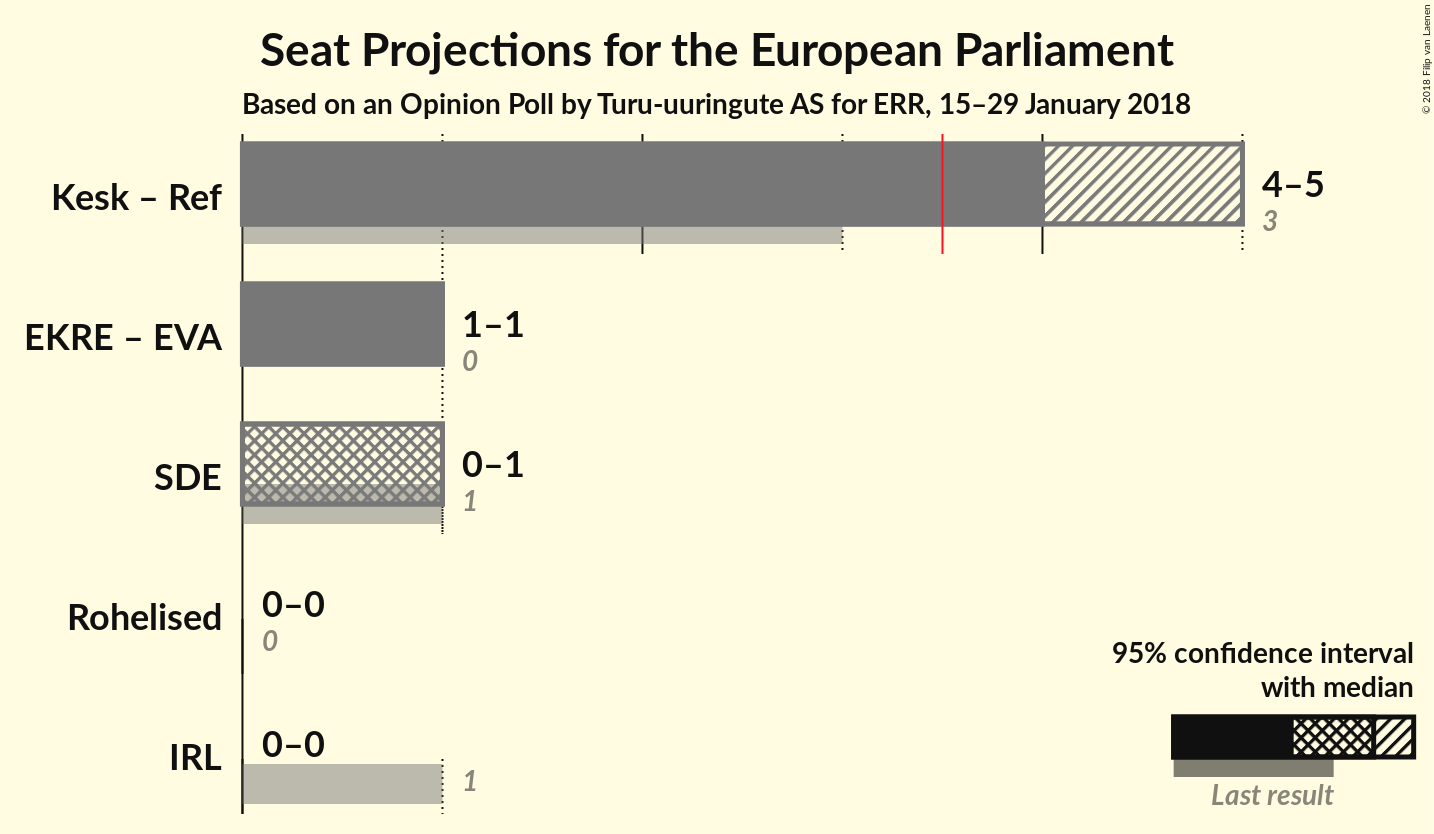 Seat Projections for the European Parliament
Based on an Opinion Poll by Turu-uuringute AS for ERR, 15–29 January 2018
© 2018 Filip van Laenen
Kesk – Ref
4–5
3
EKRE – EVA
1–1
0
SDE
0–1
1
Rohelised
0–0
0
IRL
0–0
1
95% confidence interval
with median
Last result